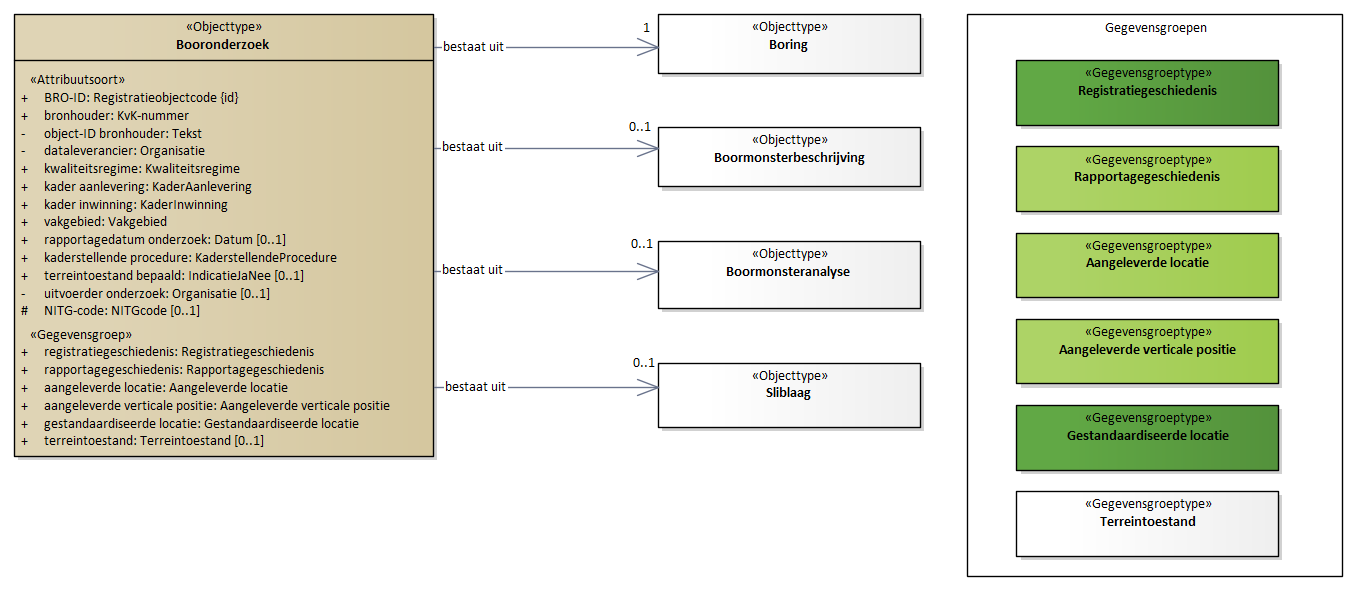 «Objecttype»
Booronderzoek
«Attribuutsoort»
+ BRO-ID: Registratieobjectcode {id}
+ bronhouder: KvK-nummer
- object-ID bronhouder: Tekst
- dataleverancier: Organisatie
+ kwaliteitsregime: Kwaliteitsregime
+ kader aanlevering: KaderAanlevering
+ kader inwinning: KaderInwinning
+ vakgebied: Vakgebied
+ rapportagedatum onderzoek: Datum [0..1]
+ kaderstellende procedure: KaderstellendeProcedure
+ terreintoestand bepaald: IndicatieJaNee [0..1]
- uitvoerder onderzoek: Organisatie [0..1]
# NITG-code: NITGcode [0..1]
«Gegevensgroep»
+ registratiegeschiedenis: Registratiegeschiedenis
+ rapportagegeschiedenis: Rapportagegeschiedenis
+ aangeleverde locatie: Aangeleverde locatie
+ aangeleverde verticale positie: Aangeleverde verticale positie
+ gestandaardiseerde locatie: Gestandaardiseerde locatie
+ terreintoestand: Terreintoestand [0..1]
bestaat uit
1
«Objecttype»
Boring
bestaat uit
0..1
«Objecttype»
Boormonsterbeschrijving
bestaat uit
0..1
«Objecttype»
Boormonsteranalyse
bestaat uit
0..1
«Objecttype»
Sliblaag
Gegevensgroepen
«Gegevensgroeptype»
Registratiegeschiedenis
«Gegevensgroeptype»
Rapportagegeschiedenis
«Gegevensgroeptype»
Aangeleverde locatie
«Gegevensgroeptype»
Aangeleverde verticale positie
«Gegevensgroeptype»
Gestandaardiseerde locatie
«Gegevensgroeptype»
Terreintoestand